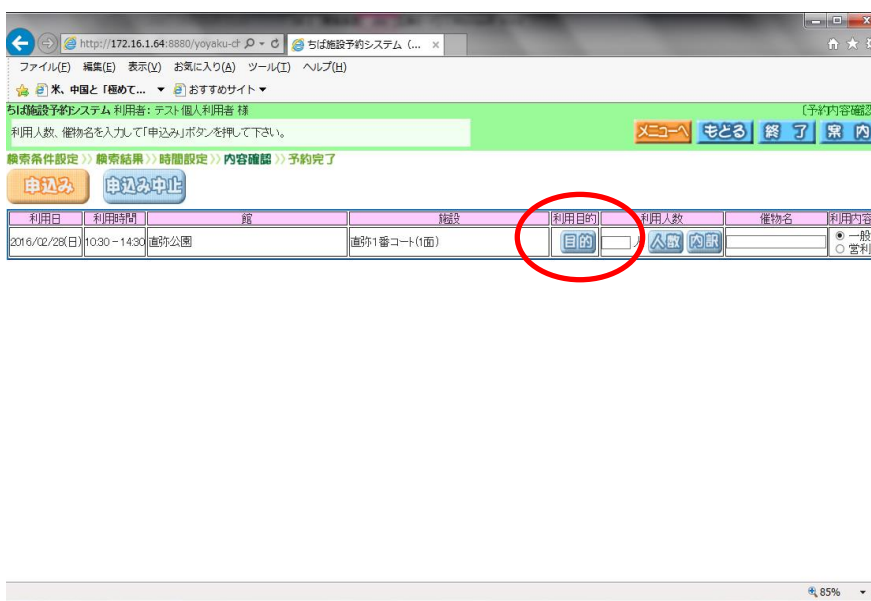 http://172.16.1.64:8880/yoyaku-cl
ちば施設予約システム (... ×
ファイル(F) 編集(E) 表示(V) お気に入り(A) ツール(T) ヘルプ(H)
米、中国と「極めて... おすすめサイト
ちば施設予約システム 利用者：テスト個人利用者 様 [予約内容確認
利用人数、催物名を入力して「申込み」ボタンを押して下さい。 メニューへ もどる 終了 案内
検索条件設定 》 検索結果 》 時間設定 》 内容確認 》 予約完了
申込み 申込み中止
利用日 利用時間 館 施設 利用目的 利用人数 催物名 利用内容
2016/02/28(日) 10:30－14:30 直弥公園 直弥1番コート(1面) 目的 人 人数 内訳 一般
営利
85%